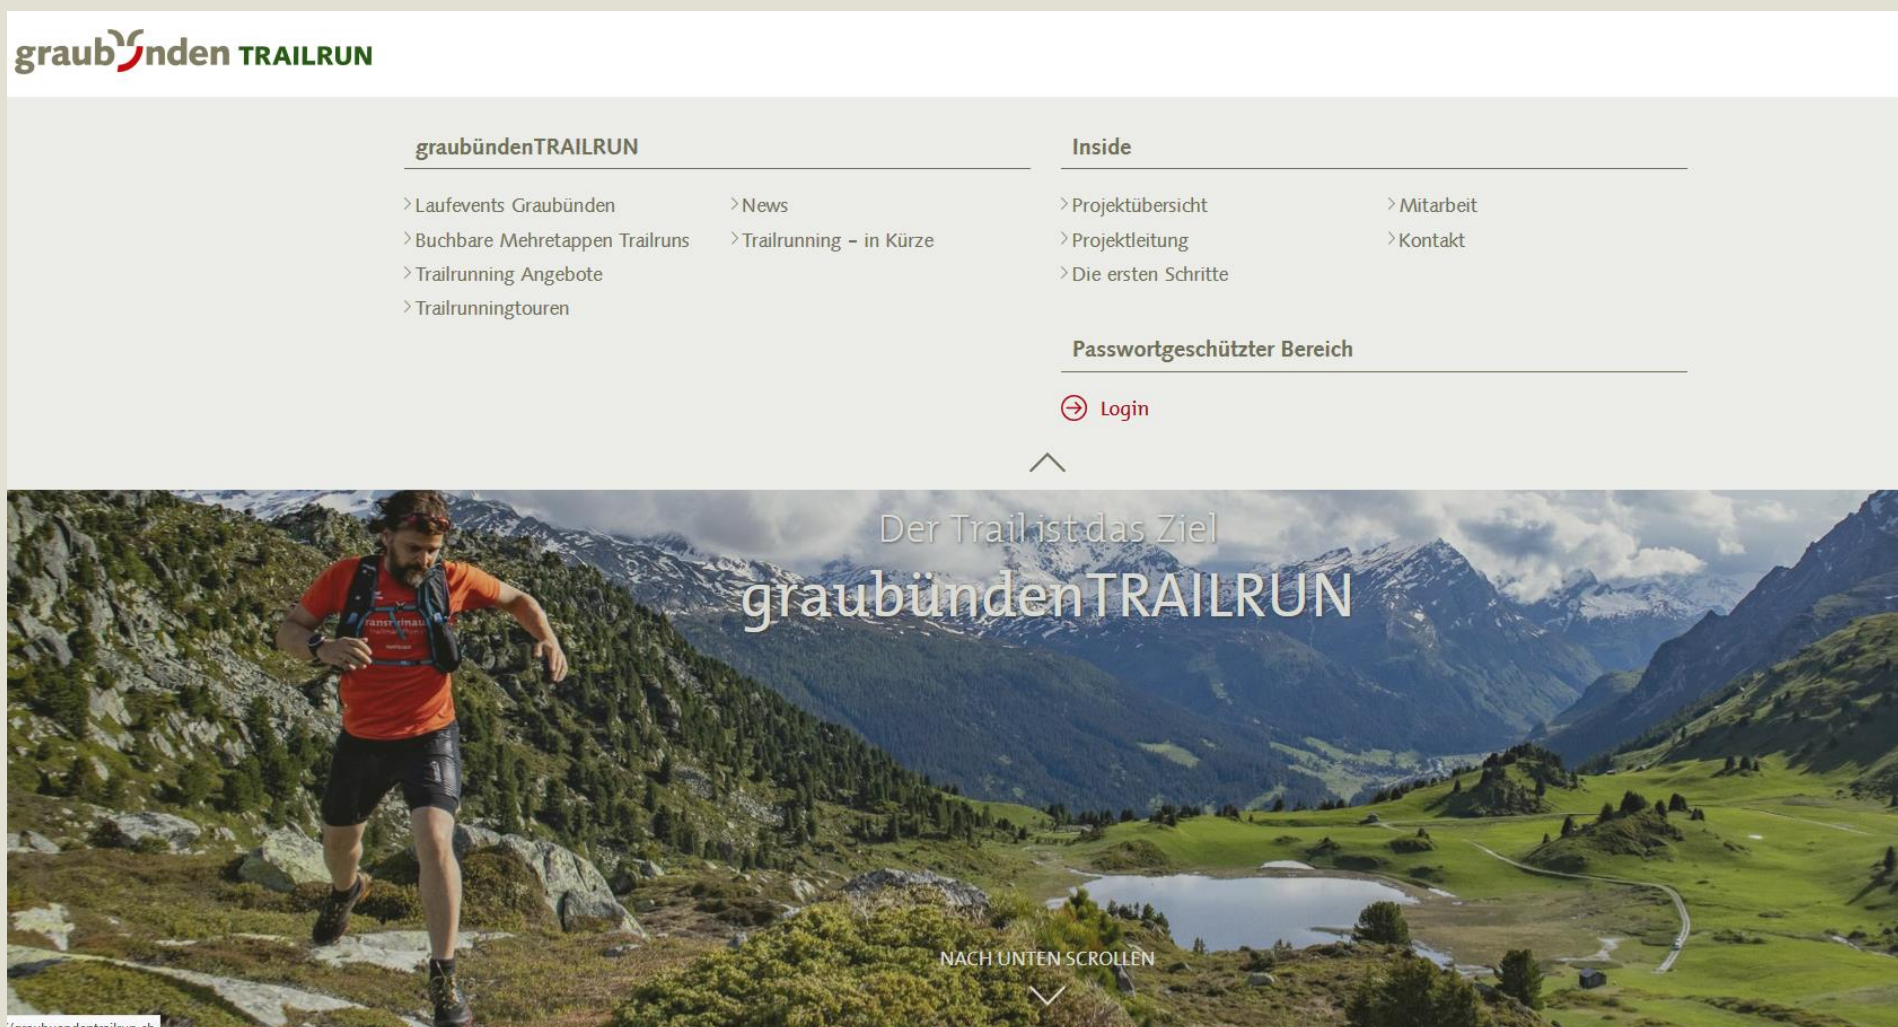 graubünden TRAILRUN
graubündenTRAILRUN
Laufevents Graubünden
Buchbare Mehretappen Trailruns
Trailrunning Angebote
Trailrunningtouren
News
Trailrunning – in Kürze
Inside
Projektübersicht
Projektleitung
Die ersten Schritte
Mitarbeit
Kontakt
Passwortgeschützter Bereich
Login
Der Trail ist das Ziel
graubündenTRAILRUN
NACH UNTEN SCROLLEN